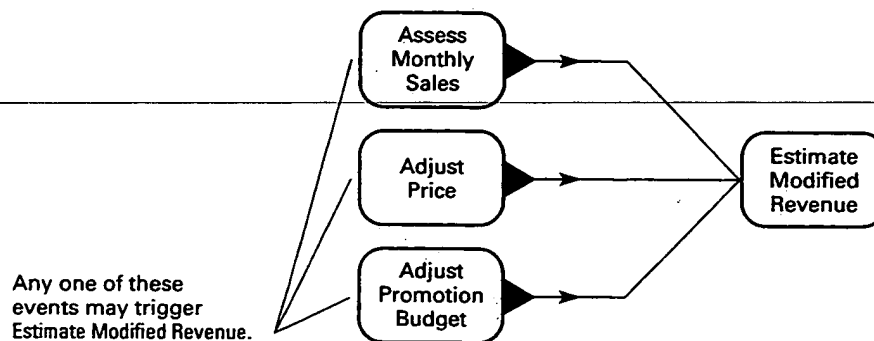 Assess
Monthly
Sales
Adjust
Price
Estimate
Modified
Revenue
Adjust
Promotion
Budget
Any one of these
events may trigger
Estimate Modified Revenue.